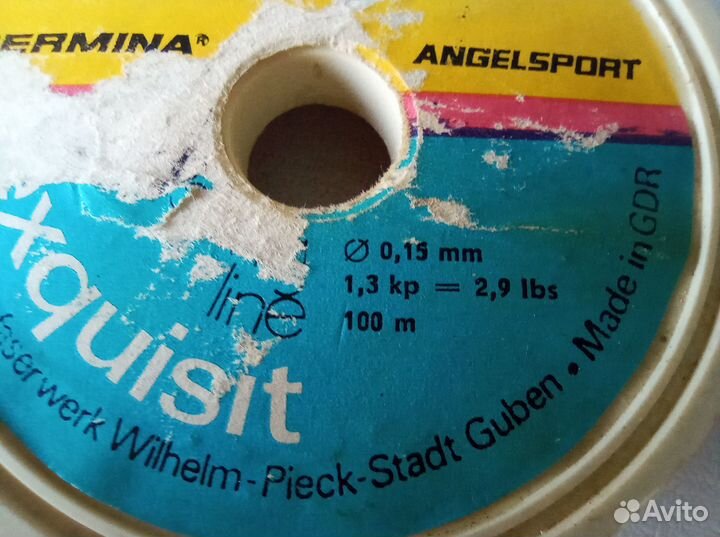 ERMINA®
ANGELSPORT
xquisit
line
Ø 0,15 mm
1,3 kp = 2,9 lbs
100 m
faserwerk Wilhelm-Pieck-Stadt Guben • Made in GDR
Avito